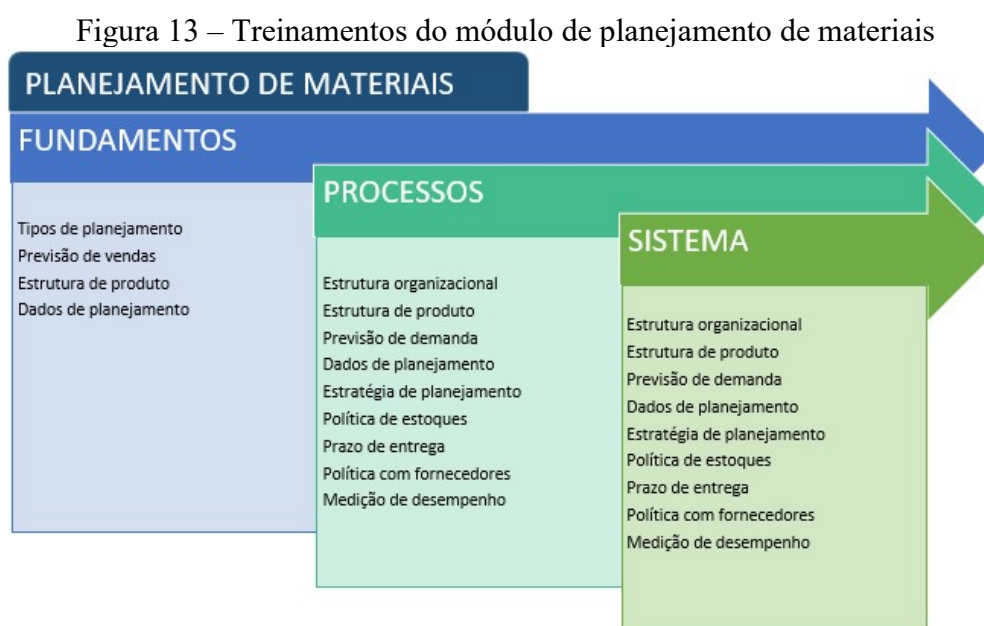 Figura 13 – Treinamentos do módulo de planejamento de materiais
PLANEJAMENTO DE MATERIAIS
FUNDAMENTOS
Tipos de planejamento
Previsão de vendas
Estrutura de produto
Dados de planejamento
PROCESSOS
Estrutura organizacional
Estrutura de produto
Previsão de demanda
Dados de planejamento
Estratégia de planejamento
Política de estoques
Prazo de entrega
Política com fornecedores
Medição de desempenho
SISTEMA
Estrutura organizacional
Estrutura de produto
Previsão de demanda
Dados de planejamento
Estratégia de planejamento
Política de estoques
Prazo de entrega
Política com fornecedores
Medição de desempenho